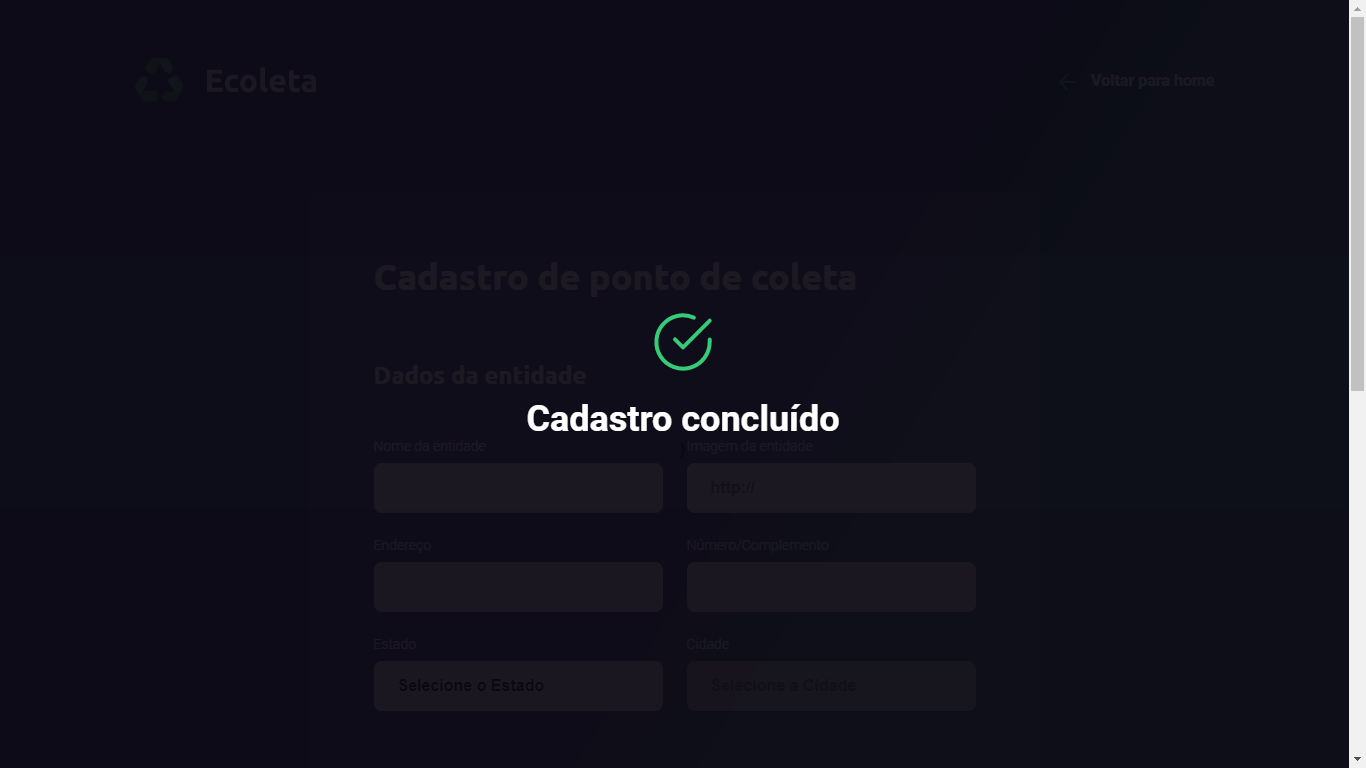 Ecoleta
Voltar para home
Cadastro de ponto de coleta
Dados da entidade
Cadastro concluído
Nome da entidade
Imagem da entidade
http://
Endereço
Número/Complemento
Estado
Cidade
Selecione o Estado
Selecione a Cidade